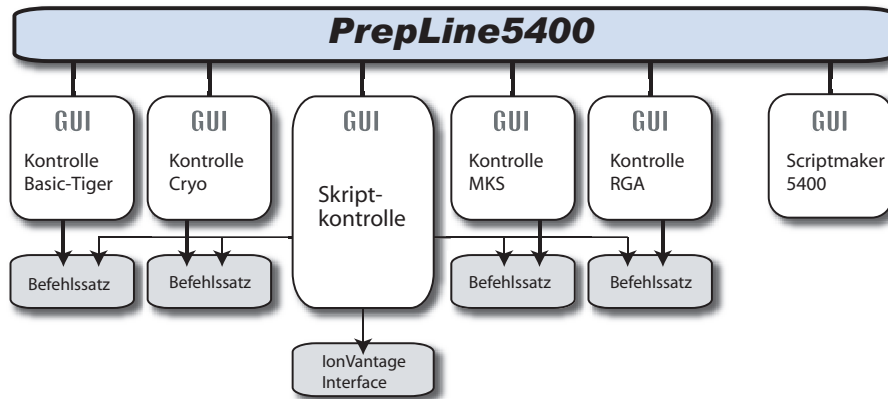 PrepLine5400
GUI
Kontrolle
Basic-Tiger
GUI
Kontrolle
Cryo
GUI
Skript-
kontrolle
GUI
Kontrolle
MKS
GUI
Kontrolle
RGA
GUI
Scriptmaker
5400
Befehlssatz
Befehlssatz
Befehlssatz
Befehlssatz
IonVantage
Interface